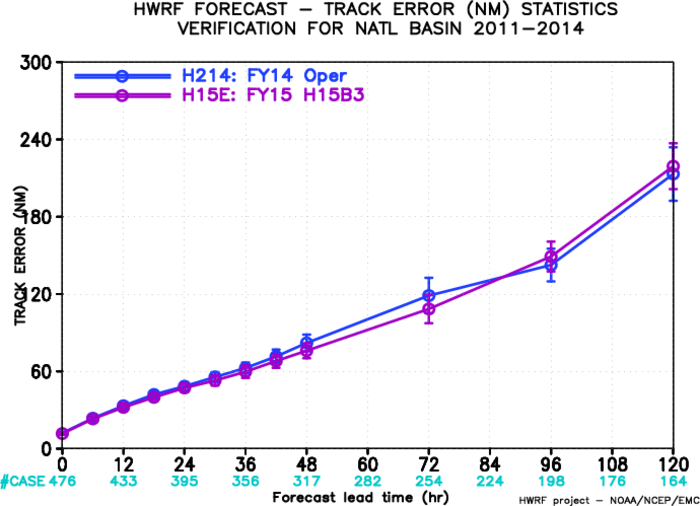 HWRF FORECAST – TRACK ERROR (NM) STATISTICS
VERIFICATION FOR NATL BASIN 2011–2014
H214: FY14 Oper
H15E: FY15 H15B3
TRACK ERROR (NM)
300
240
180
120
60
0
0 12 24 36 48 60 72 84 96 108 120
#CASE 476 433 395 356 317 282 254 224 198 176 164
Forecast lead time (hr)
HWRF project – NOAA/NCEP/EMC